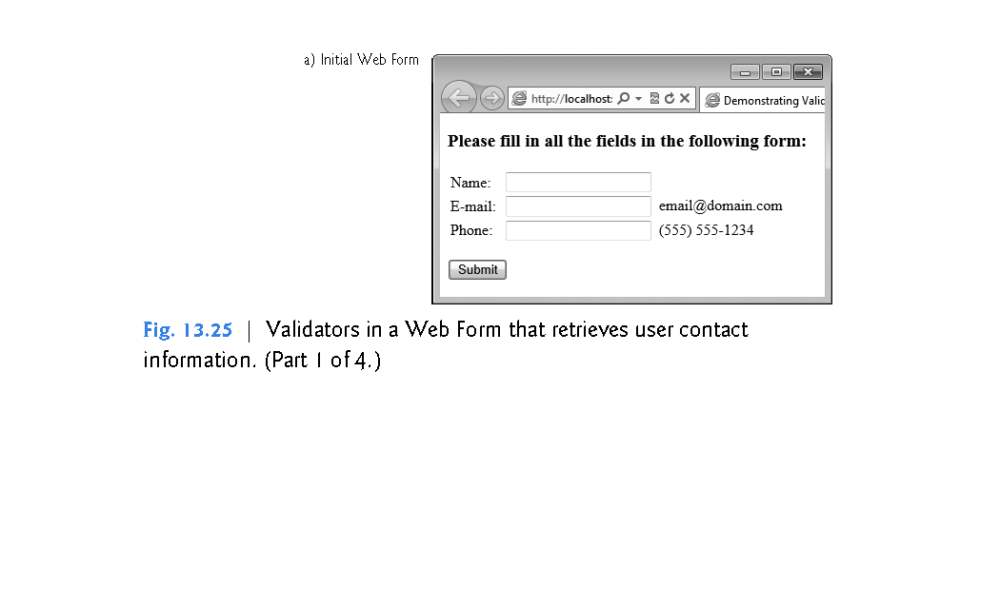 a) Initial Web Form
http://localhost:
Demonstrating Valid
Please fill in all the fields in the following form:
Name:
E-mail: email@domain.com
Phone: (555) 555-1234
Submit
Fig. 13.25 | Validators in a Web Form that retrieves user contact
information. (Part 1 of 4.)